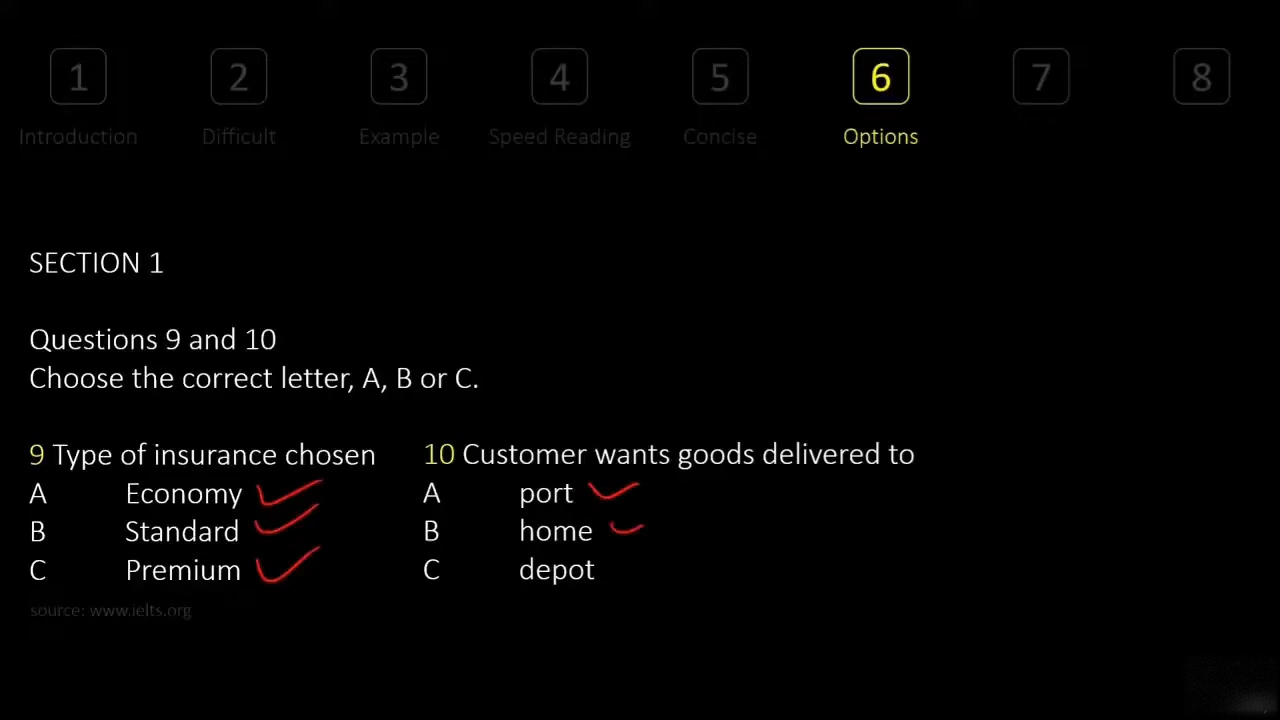 1 2 3 4 5 6 7 8
Introduction Difficult Example Speed Reading Concise Options
SECTION 1
Questions 9 and 10
Choose the correct letter, A, B or C.
9 Type of insurance chosen
A Economy
B Standard
C Premium
10 Customer wants goods delivered to
A port
B home
C depot
source: www.ielts.org